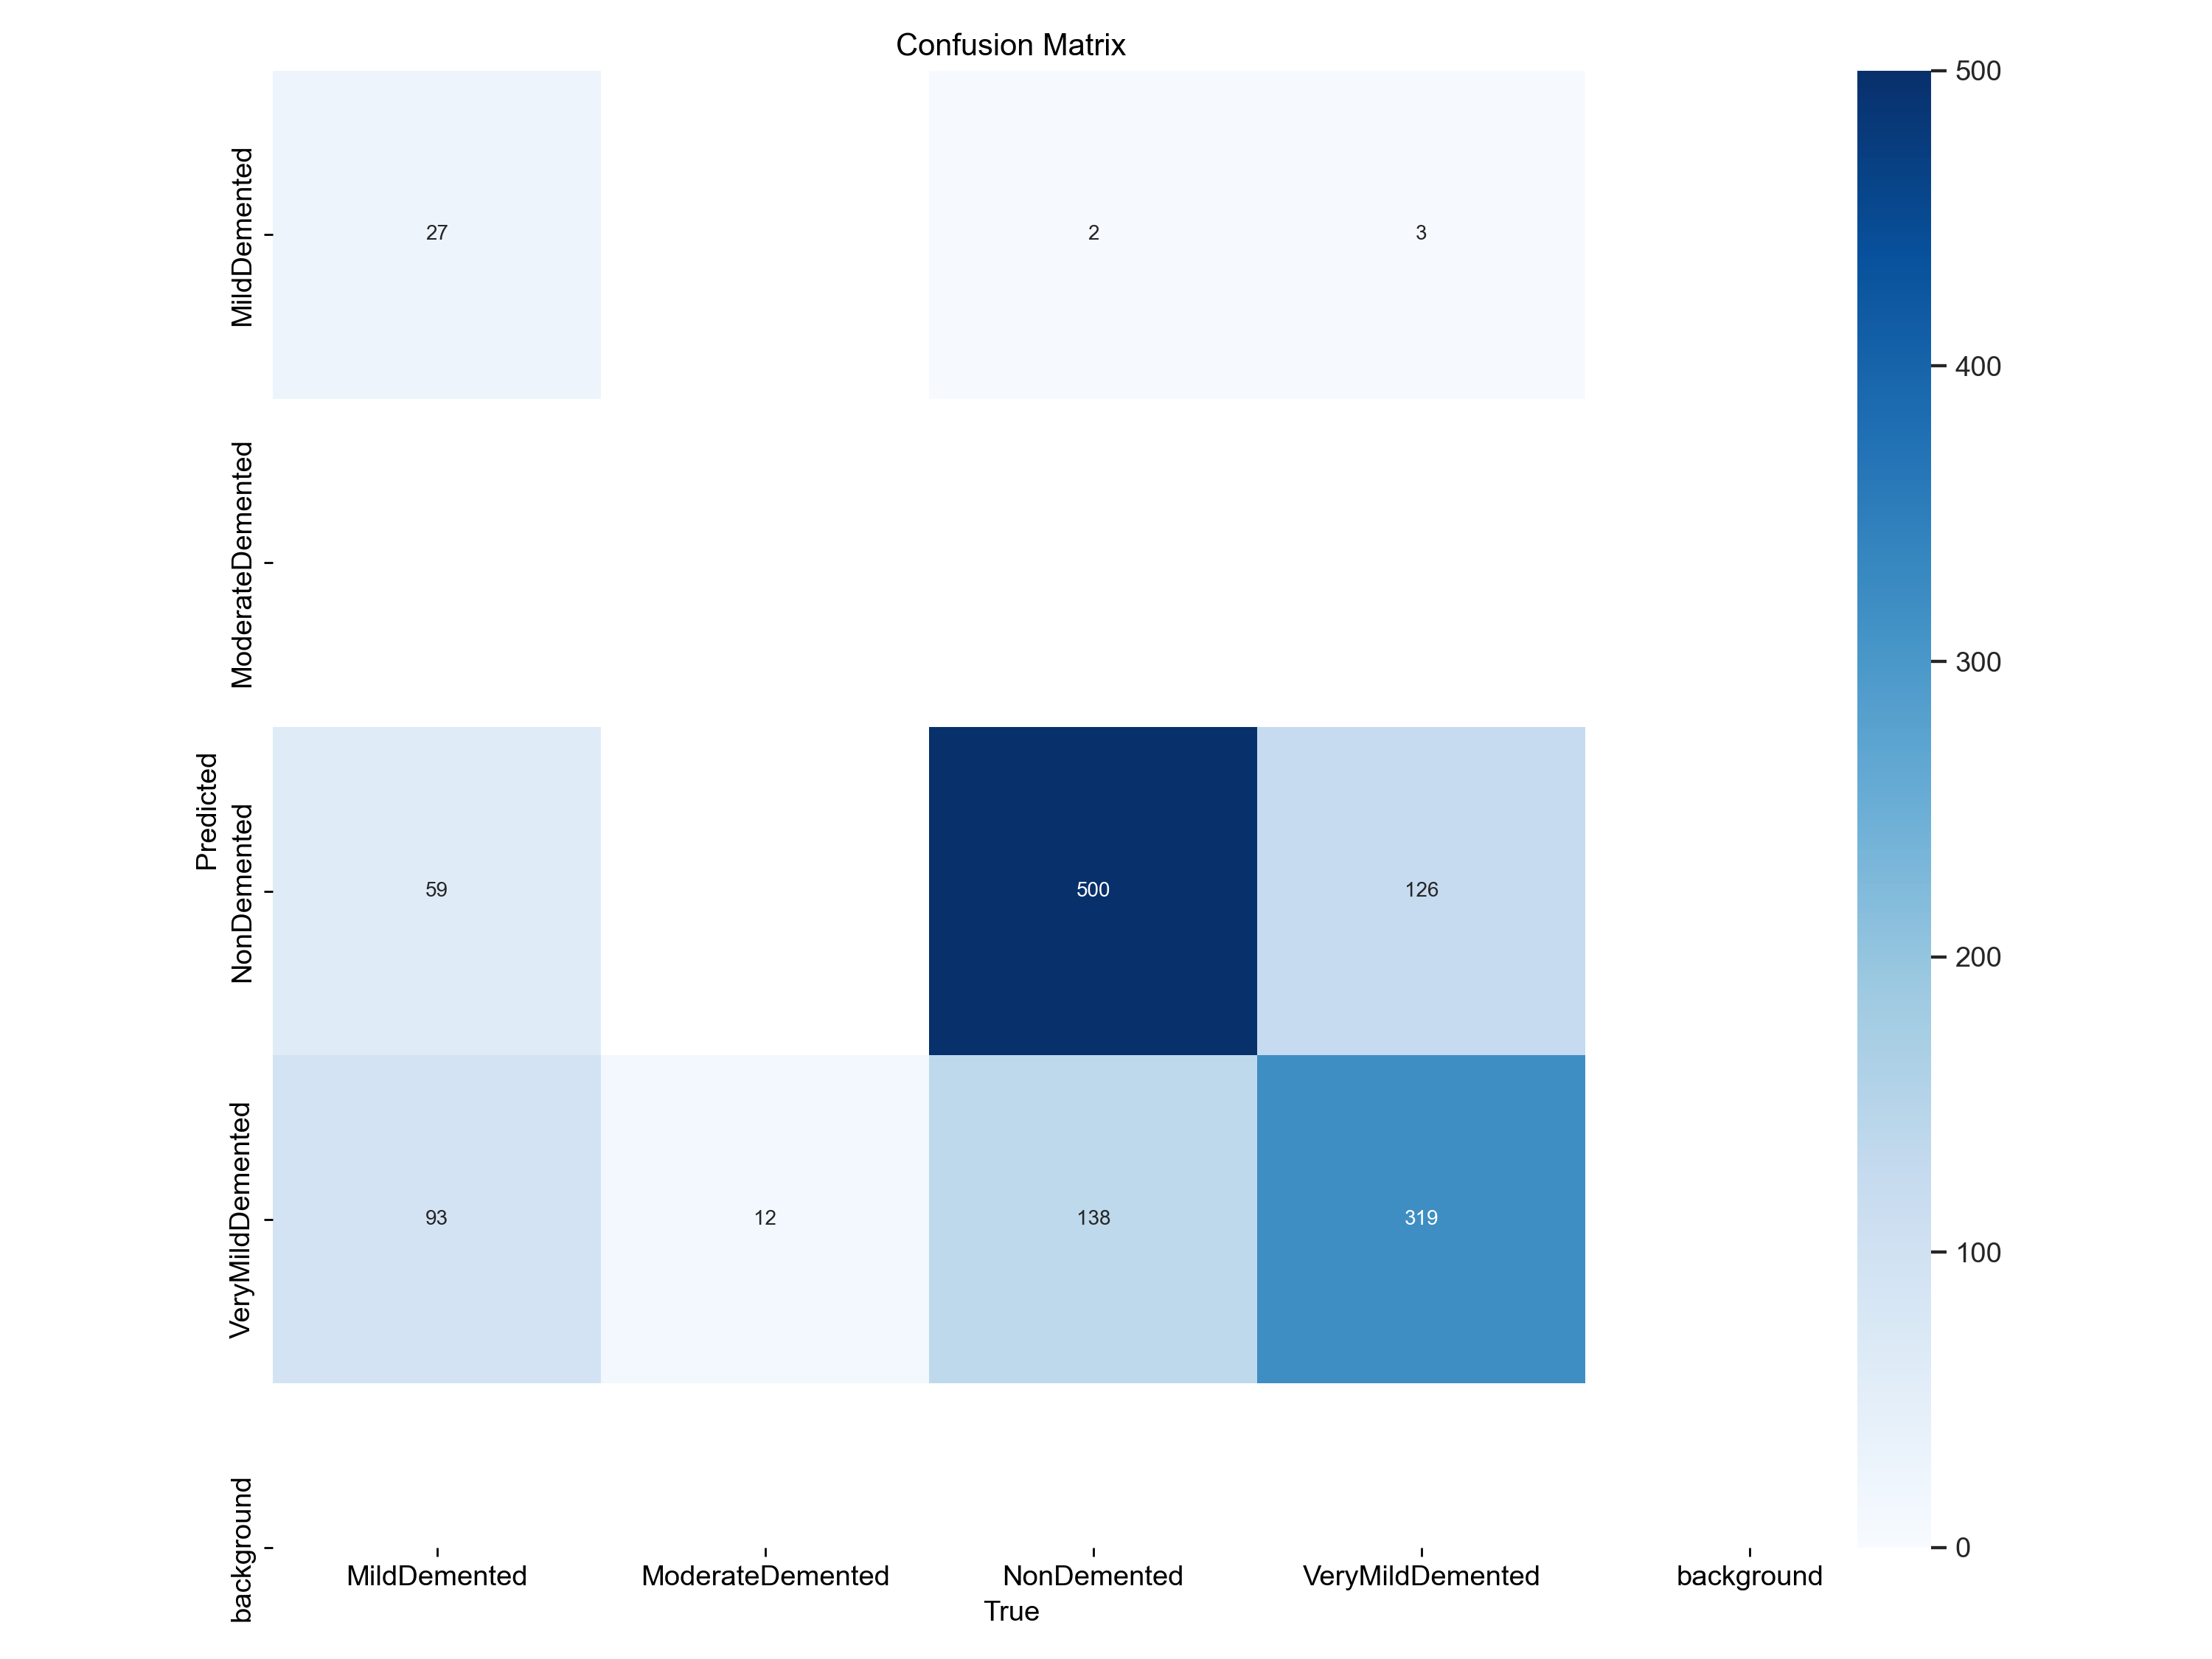 Confusion Matrix
Predicted
MildDemented
ModerateDemented
NonDemented
VeryMildDemented
background
27
2
3
59
500
126
93
12
138
319
MildDemented
ModerateDemented
NonDemented
VeryMildDemented
background
True
500
400
300
200
100
0